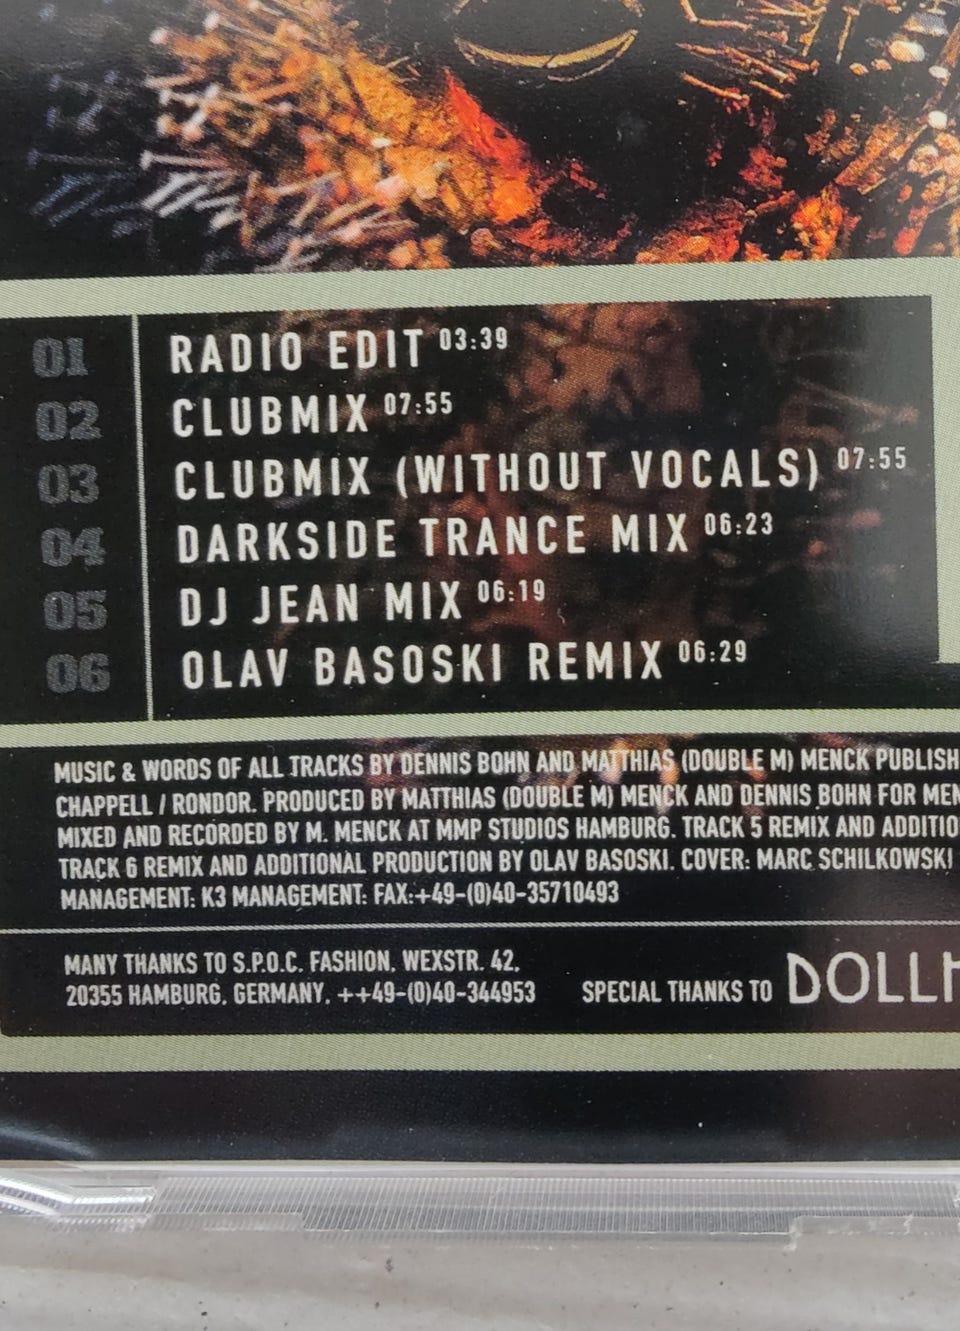 01 RADIO EDIT 03:39
02 CLUBMIX 07:55
03 CLUBMIX (WITHOUT VOCALS) 07:55
04 DARKSIDE TRANCE MIX 06:23
05 DJ JEAN MIX 06:19
06 OLAV BASOSKI REMIX 06:29
MUSIC & WORDS OF ALL TRACKS BY DENNIS BOHN AND MATTHIAS (DOUBLE M) MENCK PUBLISH
CHAPPELL / RONDOR. PRODUCED BY MATTHIAS (DOUBLE M) MENCK AND DENNIS BOHN FOR MEN
MIXED AND RECORDED BY M. MENCK AT MMP STUDIOS HAMBURG. TRACK 5 REMIX AND ADDITIO
TRACK 6 REMIX AND ADDITIONAL PRODUCTION BY OLAV BASOSKI. COVER: MARC SCHILKOWSKI
MANAGEMENT: K3 MANAGEMENT: FAX:+49-(0)40-35710493
MANY THANKS TO S.P.O.C. FASHION, WEXSTR. 42,
20355 HAMBURG, GERMANY, ++49-(0)40-344953
SPECIAL THANKS TO DOLL